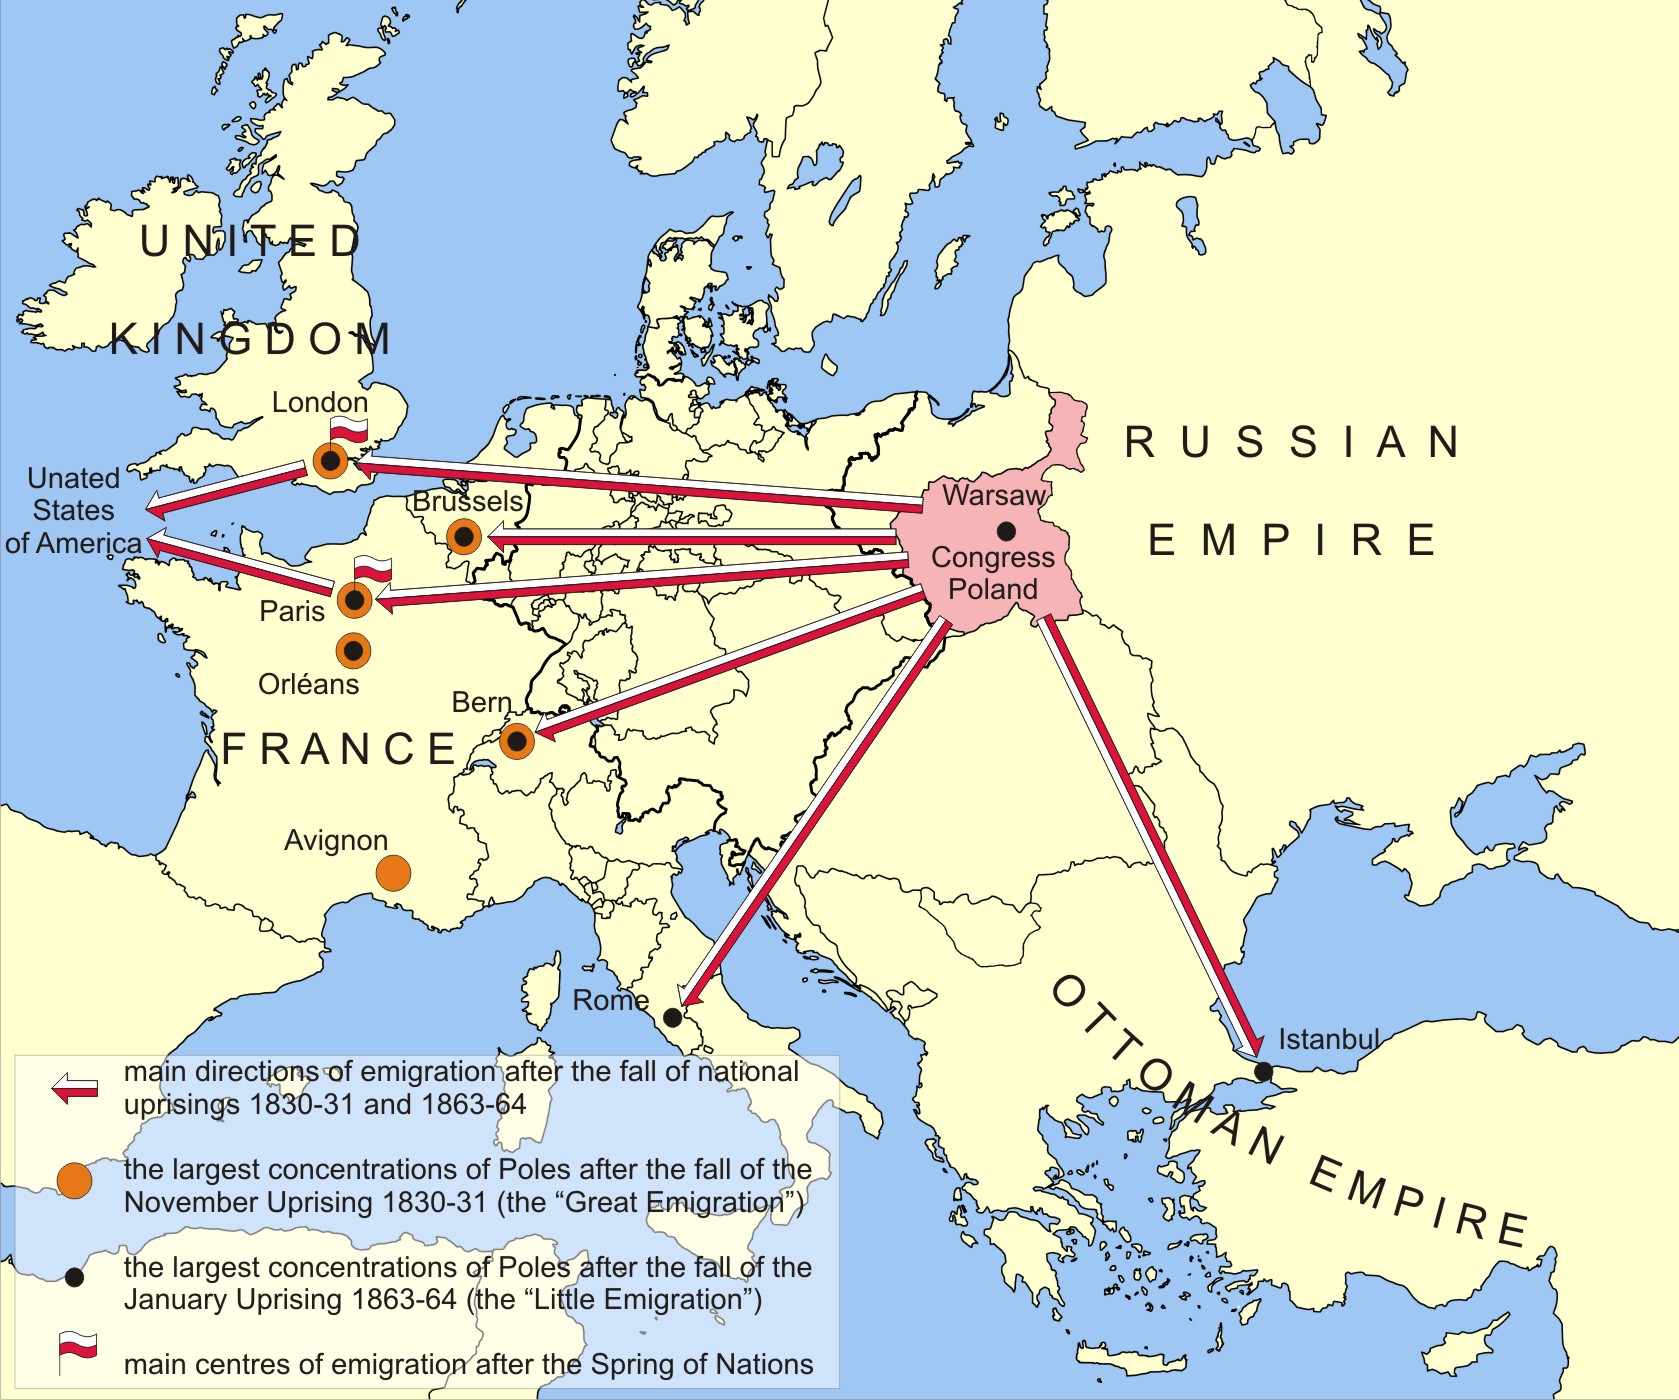 UNITED
KINGDOM
London
Unated
States
of America
Brussels
Paris
Orléans
Bern
FRANCE
Avignon
Rome
Warsaw
Congress
Poland
RUSSIAN
EMPIRE
Istanbul
OTTOMAN EMPIRE
main directions of emigration after the fall of national
uprisings 1830-31 and 1863-64
the largest concentrations of Poles after the fall of the
November Uprising 1830-31 (the “Great Emigration”)
the largest concentrations of Poles after the fall of the
January Uprising 1863-64 (the “Little Emigration”)
main centres of emigration after the Spring of Nations